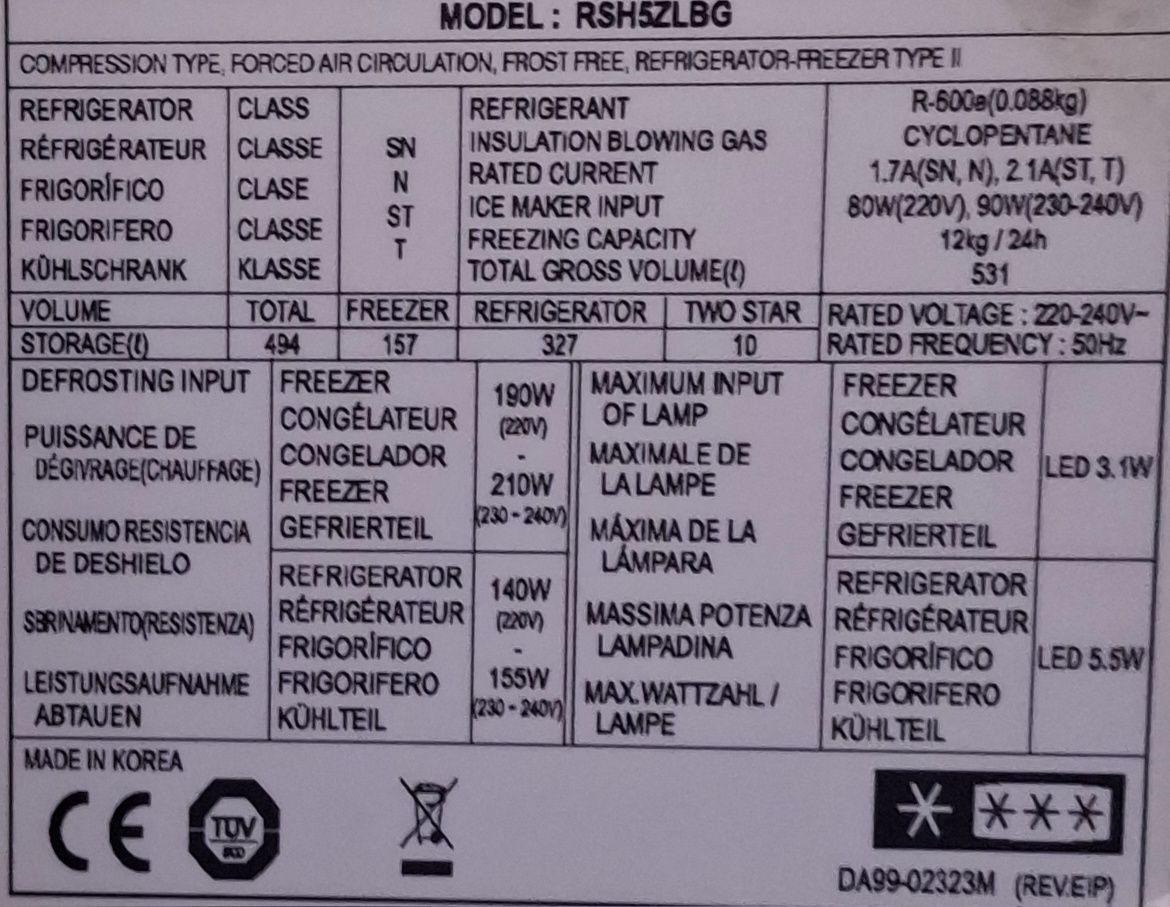 MODEL : RSH5ZLBG
COMPRESSION TYPE, FORCED AIR CIRCULATION, FROST FREE, REFRIGERATOR-FREEZER TYPE II
REFRIGERATOR CLASS
RÉFRIGÉRATEUR CLASSE
FRIGORÍFICO CLASE
FRIGORIFERO CLASSE
KÜHLSCHRANK KLASSE
SN
N
ST
T
REFRIGERANT R-600a(0.088kg)
INSULATION BLOWING GAS CYCLOPENTANE
RATED CURRENT 1.7A(SN, N), 2.1A(ST, T)
ICE MAKER INPUT 80W(220V), 90W(230-240V)
FREEZING CAPACITY 12kg / 24h
TOTAL GROSS VOLUME(ℓ) 531
VOLUME TOTAL FREEZER REFRIGERATOR TWO STAR RATED VOLTAGE : 220-240V~
STORAGE(ℓ) 494 157 327 10 RATED FREQUENCY : 50Hz
DEFROSTING INPUT
PUISSANCE DE
DÉGIVRAGE(CHAUFFAGE)
CONSUMO RESISTENCIA
DE DESHIELO
SBRINAMENTO(RESISTENZA)
LEISTUNGSAUFNAHME
ABTAUEN
FREEZER
CONGÉLATEUR
CONGELADOR
FREEZER
GEFRIERTEIL
190W
(220V)
-
210W
(230 - 240V)
REFRIGERATOR
RÉFRIGÉRATEUR
FRIGORÍFICO
FRIGORIFERO
KÜHLTEIL
140W
(220V)
-
155W
(230 - 240V)
MAXIMUM INPUT
OF LAMP
MAXIMALE DE
LA LAMPE
MÁXIMA DE LA
LÁMPARA
MASSIMA POTENZA
LAMPADINA
MAX.WATTZAHL /
LAMPE
FREEZER
CONGÉLATEUR
CONGELADOR
FREEZER
GEFRIERTEIL
LED 3.1W
REFRIGERATOR
RÉFRIGÉRATEUR
FRIGORÍFICO
FRIGORIFERO
KÜHLTEIL
LED 5.5W
MADE IN KOREA
CE
TÜV
DA99-02323M (REV.E!P)